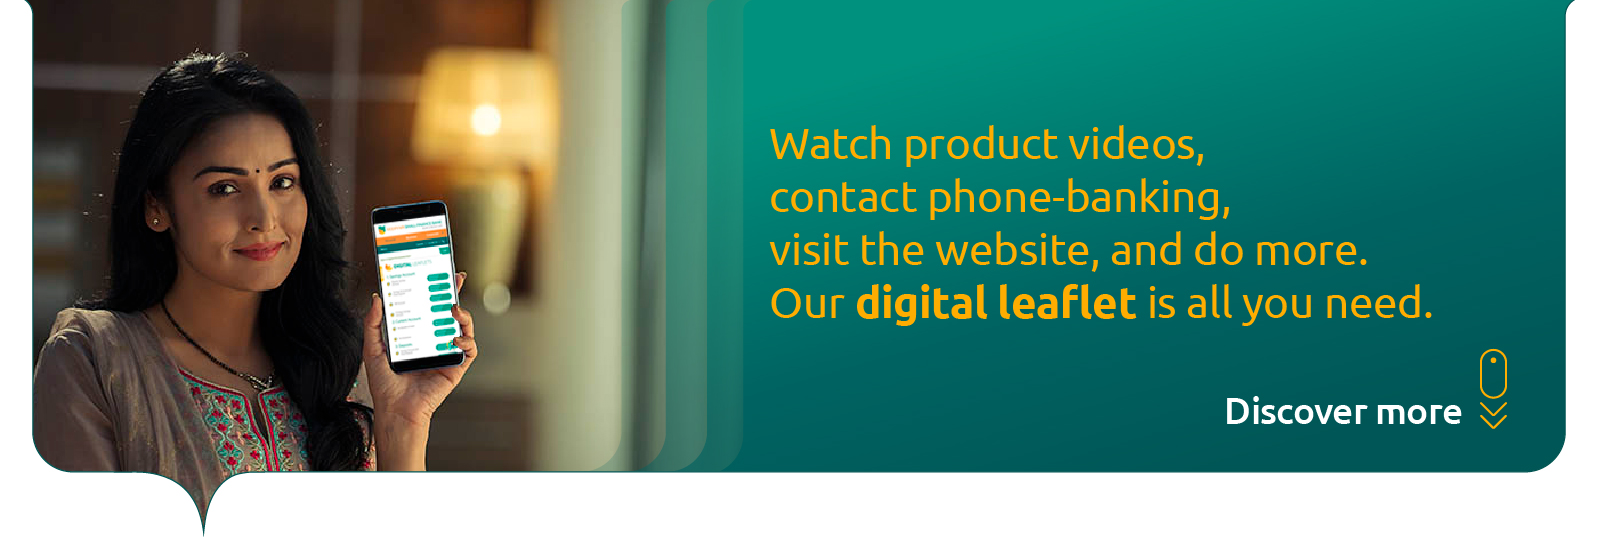 Watch product videos,
contact phone-banking,
visit the website, and do more.
Our digital leaflet is all you need.
Discover more
DIGITAL